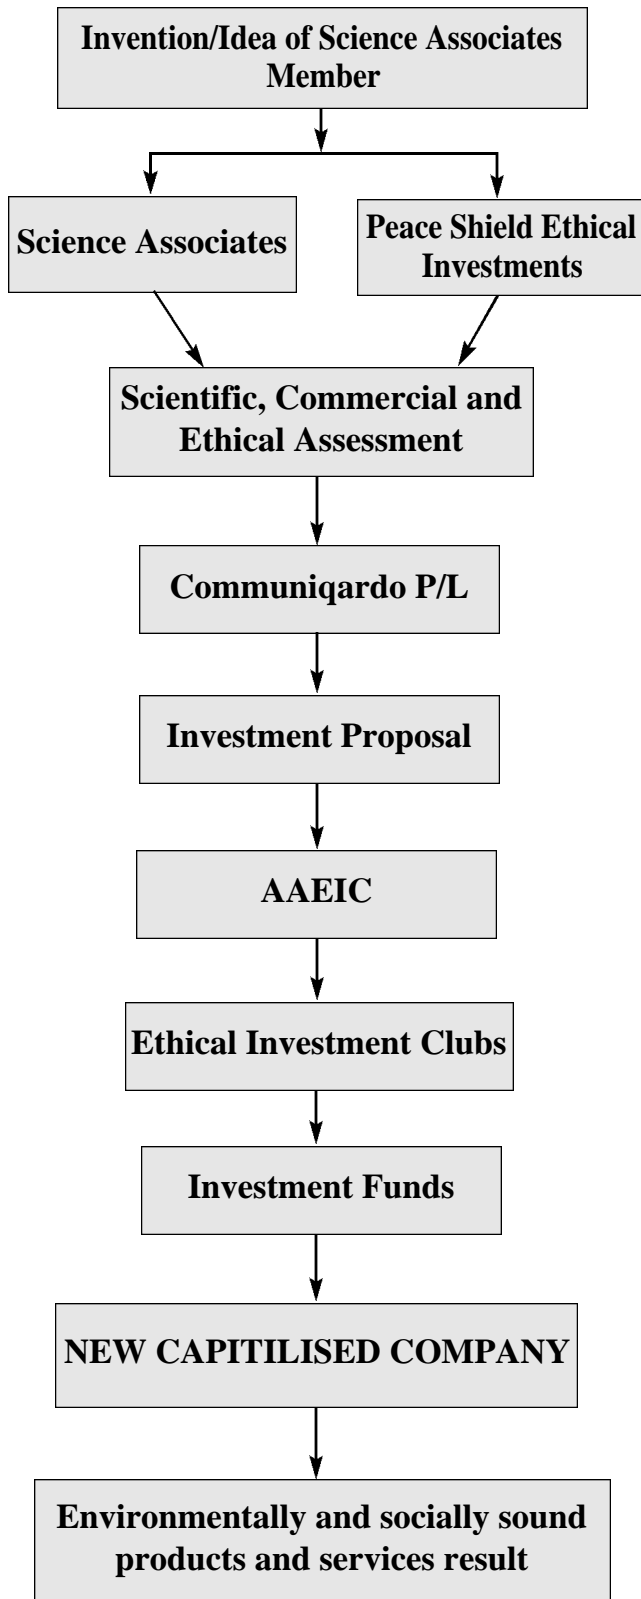 Invention/Idea of Science Associates
Member
Science Associates
Peace Shield Ethical
Investments
Scientific, Commercial and
Ethical Assessment
Communiqardo P/L
Investment Proposal
AAEIC
Ethical Investment Clubs
Investment Funds
NEW CAPITILISED COMPANY
Environmentally and socially sound
products and services result